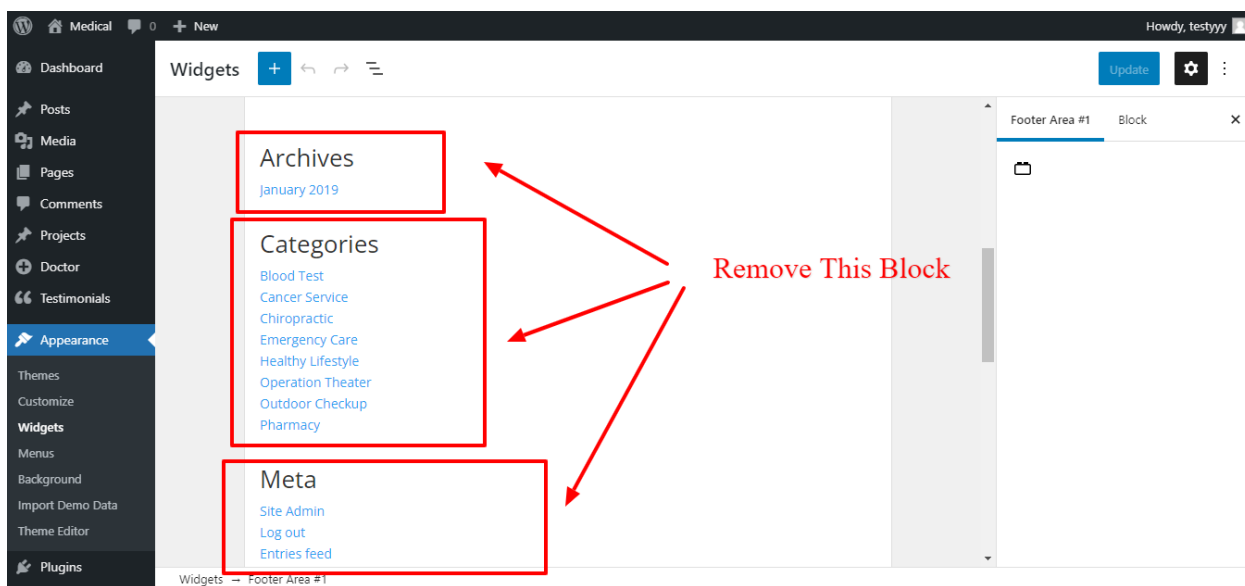 Medical 0 + New Howdy, testyyy
Dashboard
Posts
Media
Pages
Comments
Projects
Doctor
Testimonials
Appearance
Themes
Customize
Widgets
Menus
Background
Import Demo Data
Theme Editor
Plugins
Widgets + Update
Archives
January 2019
Categories
Blood Test
Cancer Service
Chiropractic
Emergency Care
Healthy Lifestyle
Operation Theater
Outdoor Checkup
Pharmacy
Meta
Site Admin
Log out
Entries feed
Remove This Block
Footer Area #1 Block
Widgets → Footer Area #1